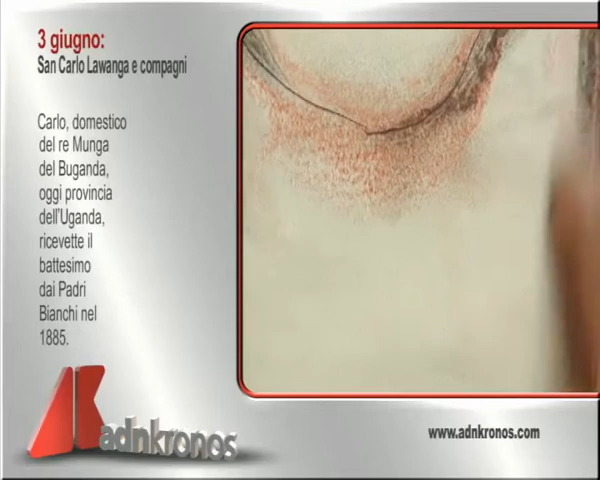 3 giugno:
San Carlo Lawanga e compagni
Carlo, domestico
del re Munga
del Buganda,
oggi provincia
dell'Uganda,
ricevette il
battesimo
dai Padri
Bianchi nel
1885.
adnkronos
www.adnkronos.com